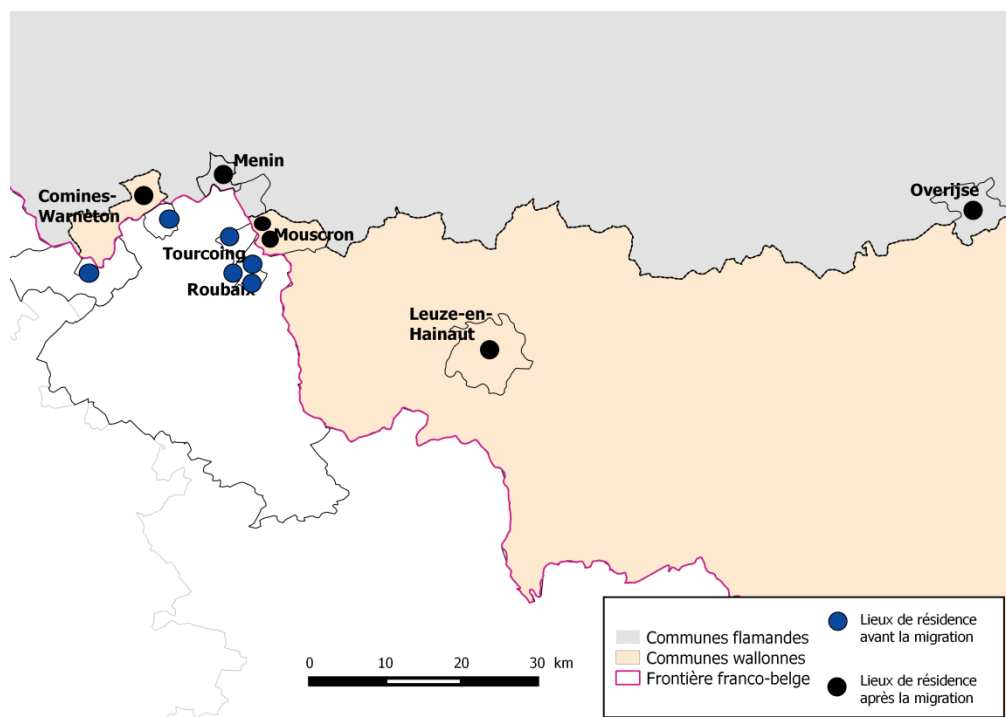 Menin
Comines-
Warneton
Overijse
Mouscron
Tourcoing
Roubaix
Leuze-en-
Hainaut
0 10 20 30 km
Communes flamandes
Communes wallonnes
Frontière franco-belge
Lieux de résidence
avant la migration
Lieux de résidence
après la migration